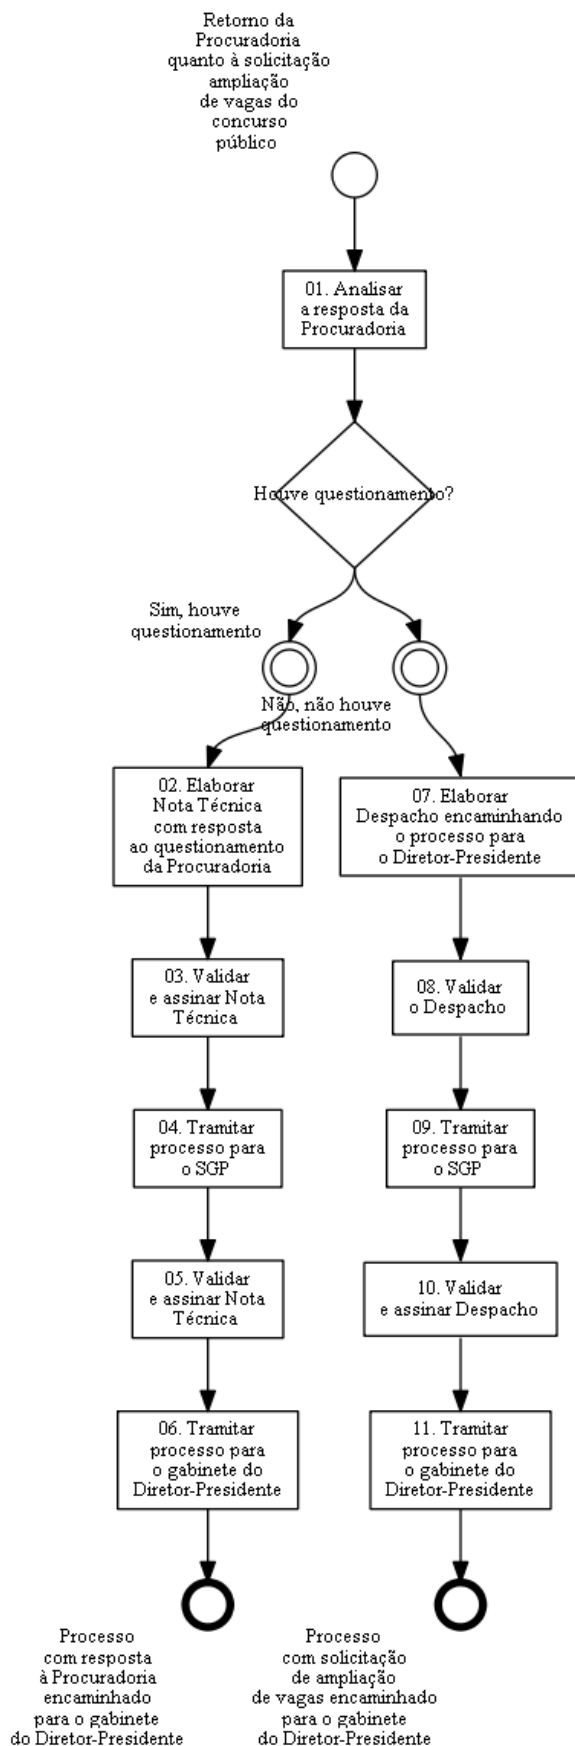 Retorno da
Procuradoria
quanto à solicitação
ampliação
de vagas do
concurso
público
01. Analisar
a resposta da
Procuradoria
Houve questionamento?
Sim, houve
questionamento
Não, não houve
questionamento
02. Elaborar
Nota Técnica
com resposta
ao questionamento
da Procuradoria
07. Elaborar
Despacho encaminhando
o processo para
o Diretor-Presidente
03. Validar
e assinar Nota
Técnica
08. Validar
o Despacho
04. Tramitar
processo para
o SGP
09. Tramitar
processo para
o SGP
05. Validar
e assinar Nota
Técnica
10. Validar
e assinar Despacho
06. Tramitar
processo para
o gabinete do
Diretor-Presidente
11. Tramitar
processo para
o gabinete do
Diretor-Presidente
Processo
com resposta
à Procuradoria
encaminhado
para o gabinete
do Diretor-Presidente
Processo
com solicitação
de ampliação
de vagas encaminhado
para o gabinete
do Diretor-Presidente